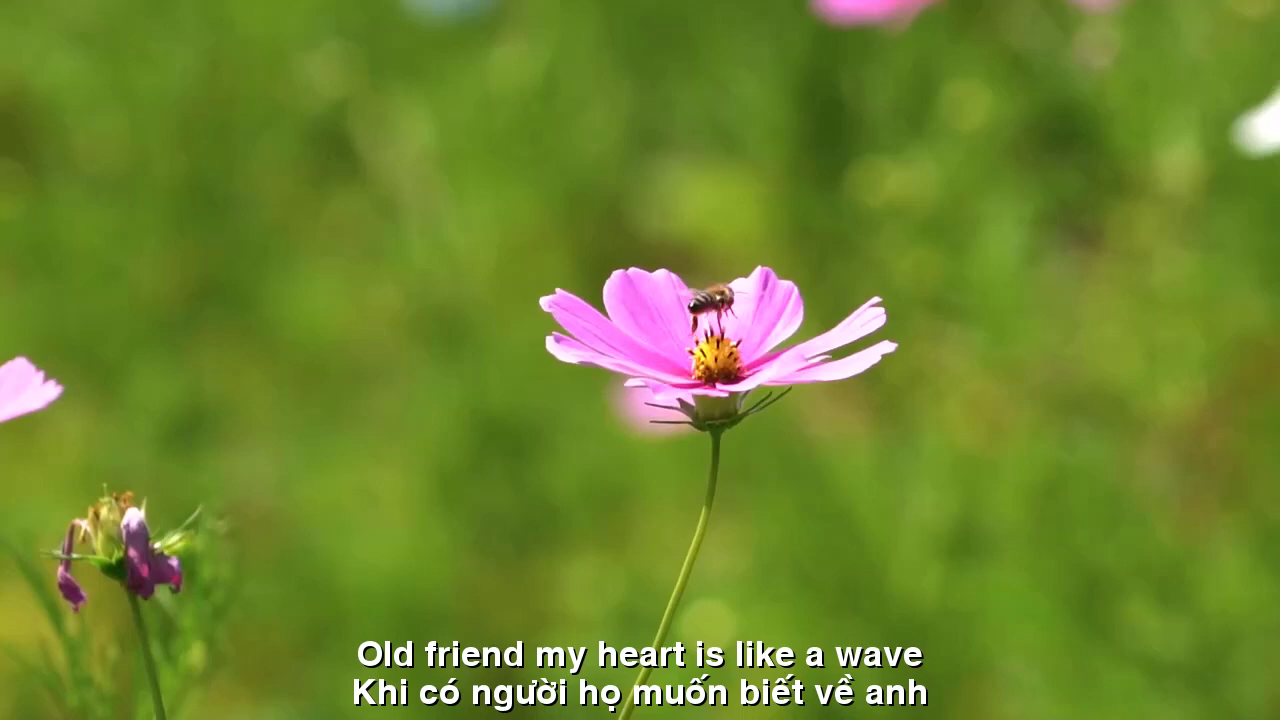 Old friend my heart is like a wave
Khi có người họ muốn biết về anh